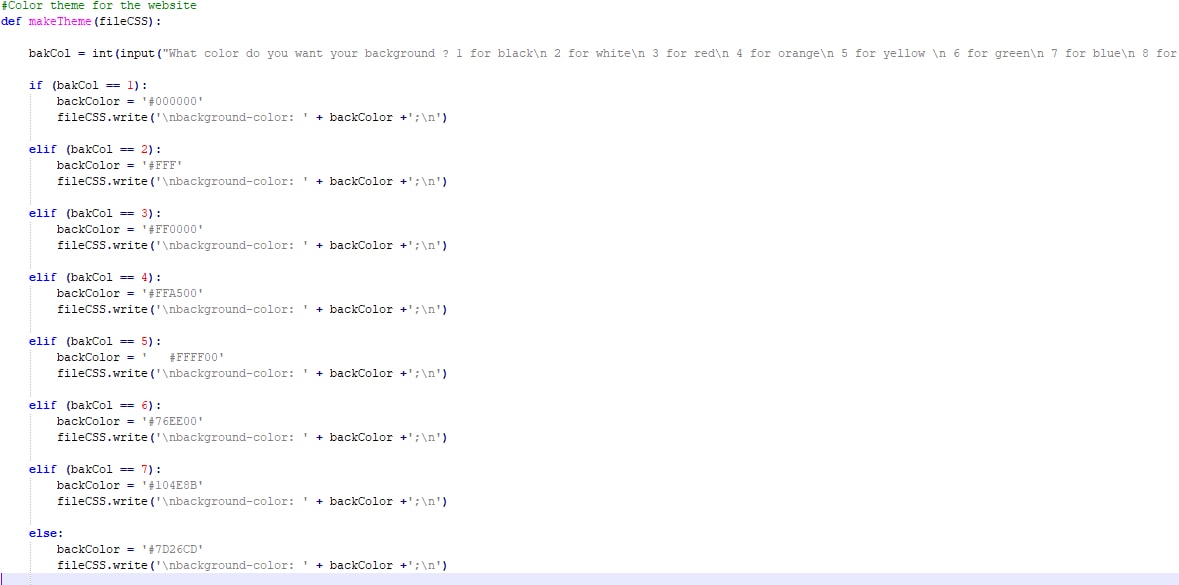 #Color theme for the website
def makeTheme(fileCSS):
bakCol = int(input("What color do you want your background ? 1 for black\n 2 for white\n 3 for red\n 4 for orange\n 5 for yellow \n 6 for green\n 7 for blue\n 8 for
if (bakCol == 1):
backColor = '#000000'
fileCSS.write('\nbackground-color: ' + backColor +';\n')
elif (bakCol == 2):
backColor = '#FFF'
fileCSS.write('\nbackground-color: ' + backColor +';\n')
elif (bakCol == 3):
backColor = '#FF0000'
fileCSS.write('\nbackground-color: ' + backColor +';\n')
elif (bakCol == 4):
backColor = '#FFA500'
fileCSS.write('\nbackground-color: ' + backColor +';\n')
elif (bakCol == 5):
backColor = '   #FFFF00'
fileCSS.write('\nbackground-color: ' + backColor +';\n')
elif (bakCol == 6):
backColor = '#76EE00'
fileCSS.write('\nbackground-color: ' + backColor +';\n')
elif (bakCol == 7):
backColor = '#104E8B'
fileCSS.write('\nbackground-color: ' + backColor +';\n')
else:
backColor = '#7D26CD'
fileCSS.write('\nbackground-color: ' + backColor +';\n')